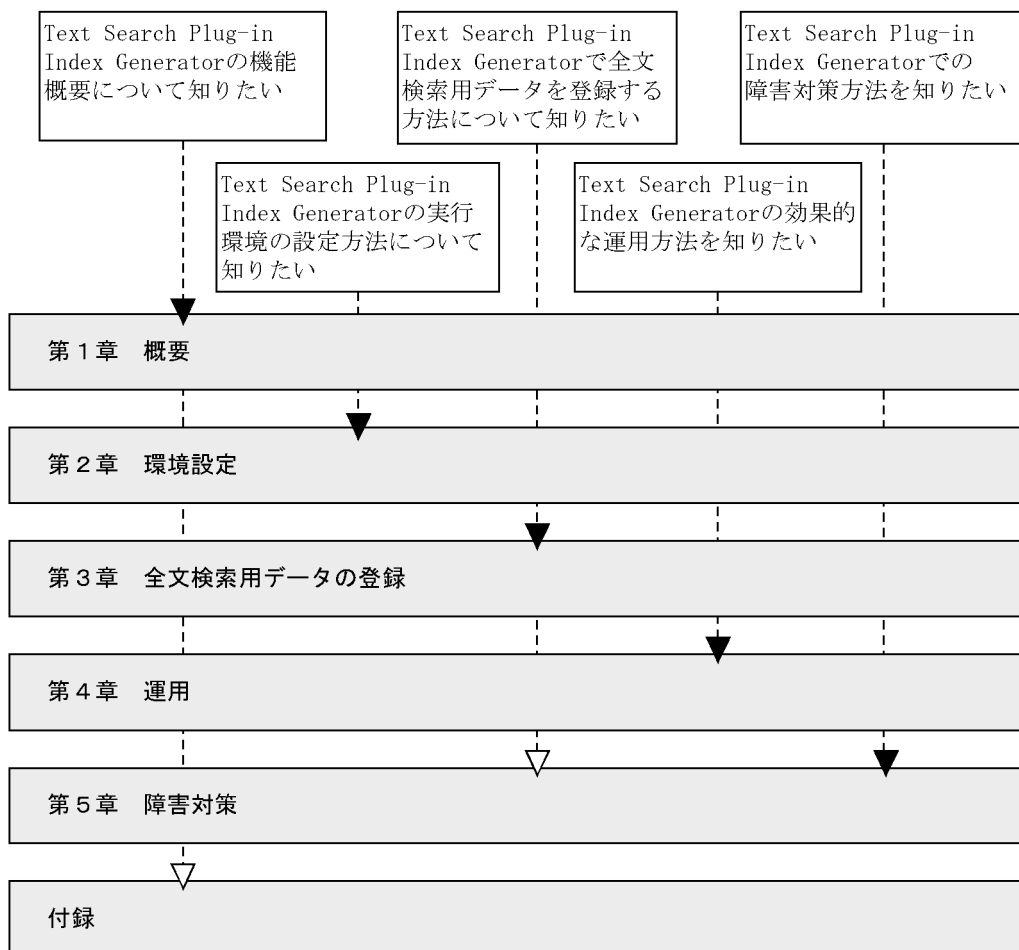 Text Search Plug-in
Index Generatorの機能
概要について知りたい
Text Search Plug-in
Index Generatorで全文
検索用データを登録する
方法について知りたい
Text Search Plug-in
Index Generatorでの
障害対策方法を知りたい
Text Search Plug-in
Index Generatorの実行
環境の設定方法について
知りたい
Text Search Plug-in
Index Generatorの効果的
な運用方法を知りたい
第１章　概要
第２章　環境設定
第３章　全文検索用データの登録
第４章　運用
第５章　障害対策
付録